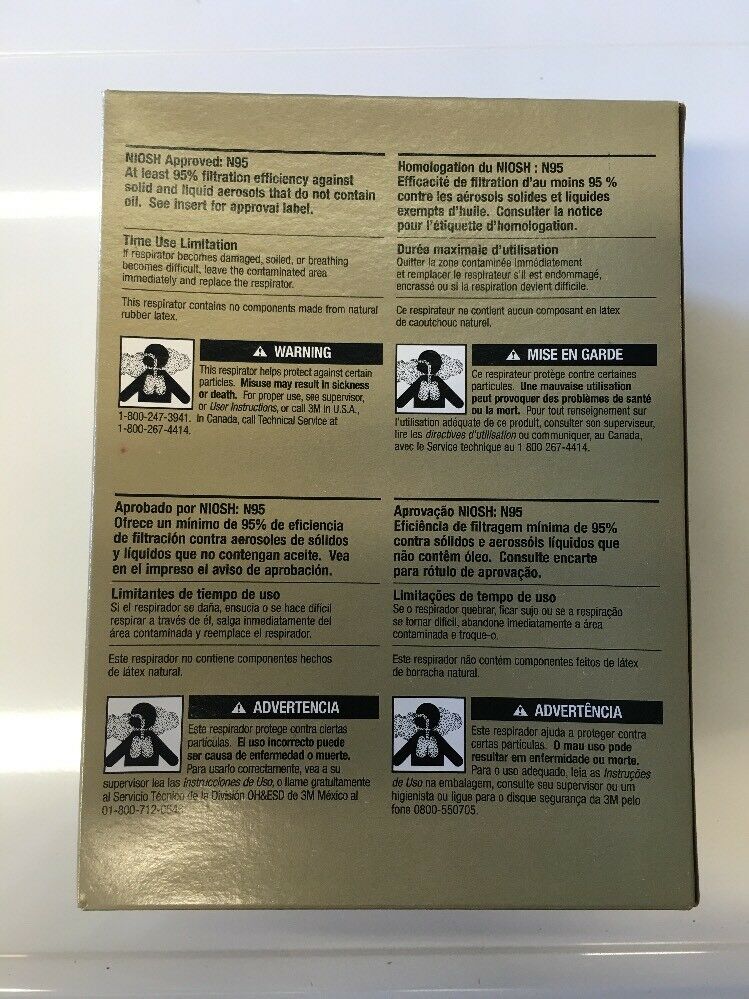 NIOSH Approved: N95
At least 95% filtration efficiency against
solid and liquid aerosols that do not contain
oil. See insert for approval label.
Time Use Limitation
If respirator becomes damaged, soiled, or breathing
becomes difficult, leave the contaminated area
immediately and replace the respirator.
This respirator contains no components made from natural
rubber latex.
⚠ WARNING
This respirator helps protect against certain
particles. Misuse may result in sickness
or death. For proper use, see supervisor,
or User Instructions, or call 3M in U.S.A.,
1-800-247-3941. In Canada, call Technical Service at
1-800-267-4414.
Homologation du NIOSH : N95
Efficacité de filtration d'au moins 95 %
contre les aérosols solides et liquides
exempts d'huile. Consulter la notice
pour l'étiquette d'homologation.
Durée maximale d'utilisation
Quitter la zone contaminée immédiatement
et remplacer le respirateur s'il est endommagé,
encrassé ou si la respiration devient difficile.
Ce respirateur ne contient aucun composant en latex
de caoutchouc naturel.
⚠ MISE EN GARDE
Ce respirateur protège contre certaines
particules. Une mauvaise utilisation
peut provoquer des problèmes de santé
ou la mort. Pour tout renseignement sur
l'utilisation adéquate de ce produit, consulter son superviseur,
lire les directives d'utilisation ou communiquer, au Canada,
avec le Service technique au 1 800 267-4414.
Aprobado por NIOSH: N95
Ofrece un mínimo de 95% de eficiencia
de filtración contra aerosoles de sólidos
y líquidos que no contengan aceite. Vea
en el impreso el aviso de aprobación.
Limitantes de tiempo de uso
Si el respirador se daña, ensucia o se hace difícil
respirar a través de él, salga inmediatamente del
área contaminada y reemplace el respirador.
Este respirador no contiene componentes hechos
de látex natural.
⚠ ADVERTENCIA
Este respirador protege contra ciertas
partículas. El uso incorrecto puede
ser causa de enfermedad o muerte.
Para usarlo correctamente, vea a su
supervisor lea las Instrucciones de Uso, o llame gratuitamente
al Servicio Técnico de la División OH&ESD de 3M México al
01-800-712-
Aprovação NIOSH: N95
Eficiência de filtragem mínima de 95%
contra sólidos e aerossóis líquidos que
não contêm óleo. Consulte encarte
para rótulo de aprovação.
Limitações de tempo de uso
Se o respirador quebrar, ficar sujo ou se a respiração
se tornar difícil, abandone imediatamente a área
contaminada e troque-o.
Este respirador não contém componentes feitos de látex
de borracha natural.
⚠ ADVERTÊNCIA
Este respirador ajuda a proteger contra
certas partículas. O mau uso pode
resultar em enfermidade ou morte.
Para o uso adequado, leia as Instruções
de Uso na embalagem, consulte seu supervisor ou um
higienista ou ligue para o disque segurança da 3M pelo
fone 0800-550705.